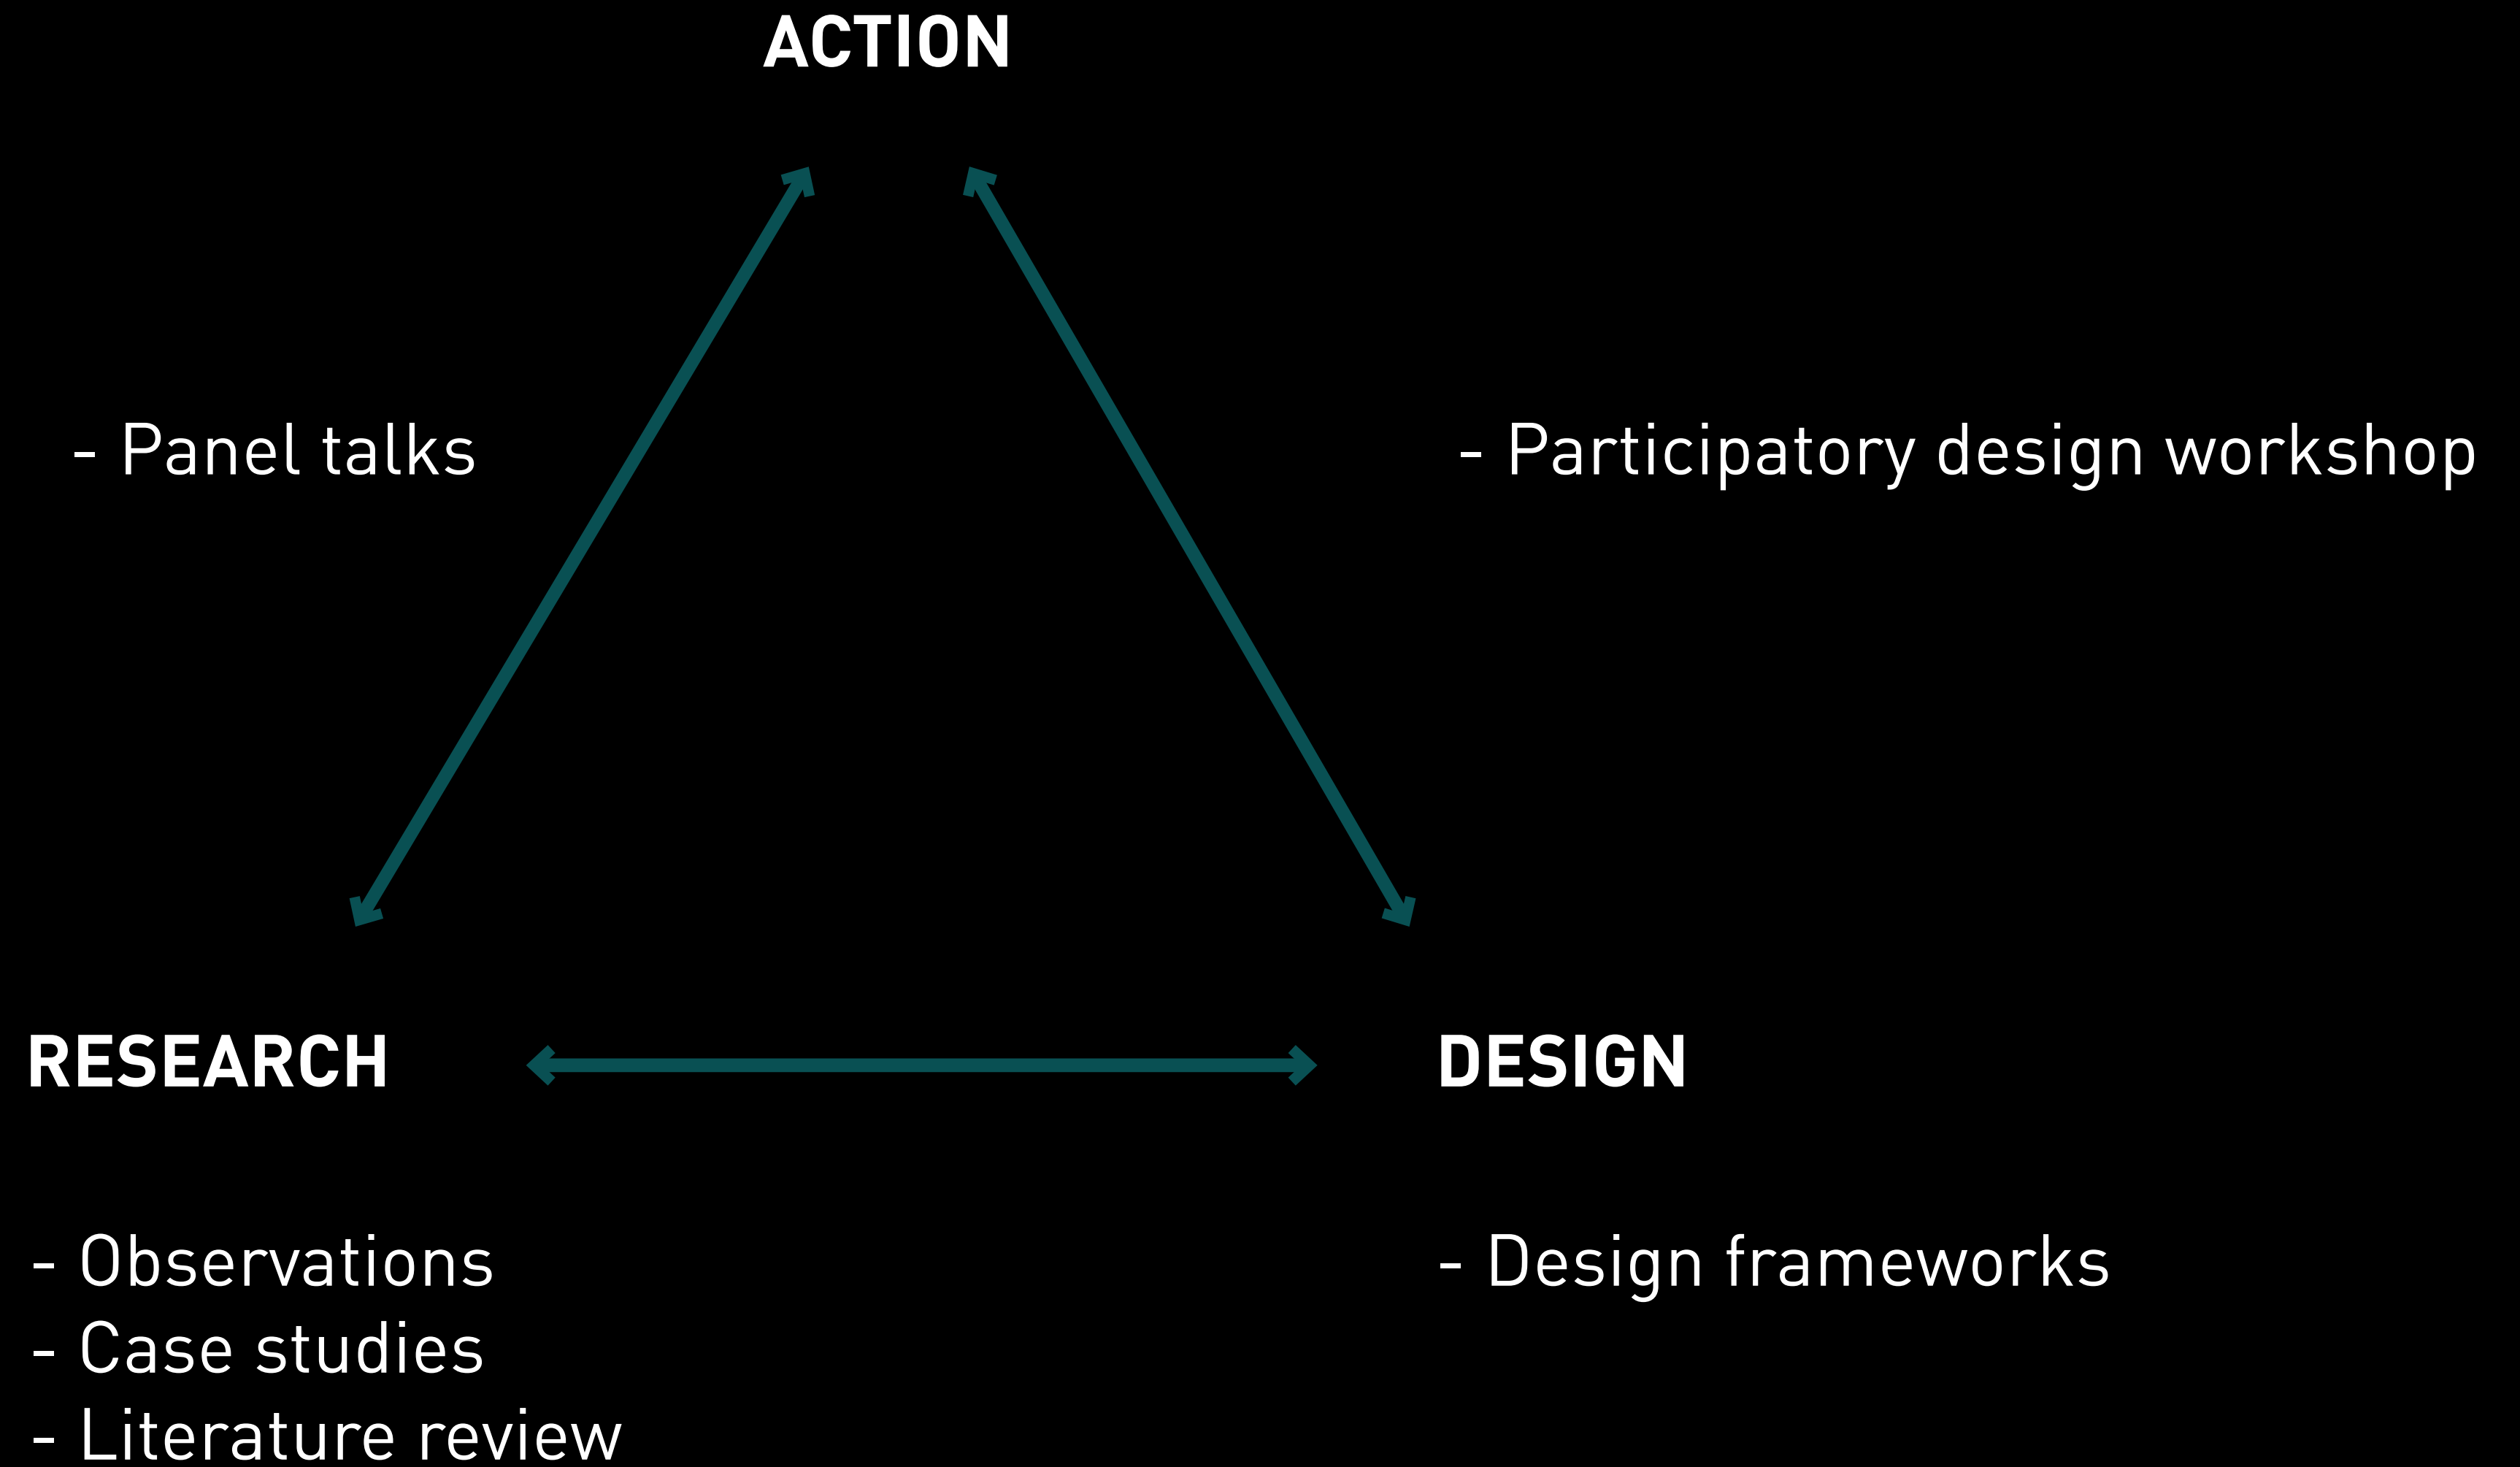 ACTION
- Panel talks
- Participatory design workshop
RESEARCH
DESIGN
- Observations
- Case studies
- Literature review
- Design frameworks